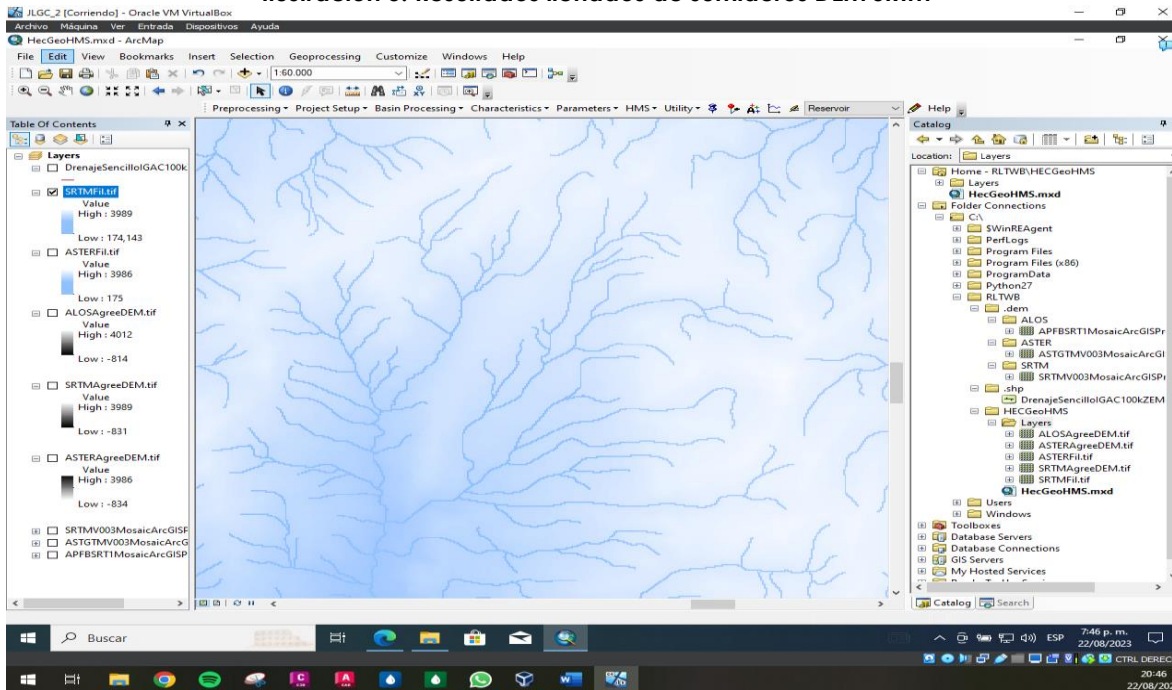 JLGC_2 [Corriendo] - Oracle VM VirtualBox
Archivo Máquina Ver Entrada Dispositivos Ayuda
HecGeoHMS.mxd - ArcMap
File Edit View Bookmarks Insert Selection Geoprocessing Customize Windows Help
1:60.000
Preprocessing Project Setup Basin Processing Characteristics Parameters HMS Utility Reservoir Help
Table Of Contents
Layers
DrenajeSencilloIGAC100k
SRTMFil.tif
Value
High : 3989
Low : 174,143
ASTERFil.tif
Value
High : 3986
Low : 175
ALOSAgreeDEM.tif
Value
High : 4012
Low : -814
SRTMAgreeDEM.tif
Value
High : 3989
Low : -831
ASTERAgreeDEM.tif
Value
High : 3986
Low : -834
SRTMV003MosaicArcGISP
ASTGTMV003MosaicArcG
APFBSRT1MosaicArcGISP
Catalog
Location: Layers
Home - RLTWB\HECGeoHMS
Layers
HecGeoHMS.mxd
Folder Connections
C:\
$WinREAgent
PerfLogs
Program Files
Program Files (x86)
ProgramData
Python27
RLTWB
.dem
ALOS
APFBSRT1MosaicArcGISPr
ASTER
ASTGTMV003MosaicArcGI
SRTM
SRTMV003MosaicArcGISPr
.shp
DrenajeSencilloIGAC100kZEM
HECGeoHMS
Layers
ALOSAgreeDEM.tif
ASTERAgreeDEM.tif
ASTERFil.tif
SRTMAgreeDEM.tif
SRTMFil.tif
HecGeoHMS.mxd
Users
Windows
Toolboxes
Database Servers
Database Connections
GIS Servers
My Hosted Services
Catalog Search
Buscar
ESP
7:46 p. m.
22/08/2023
CTRL DEREC
20:46
22/08/20